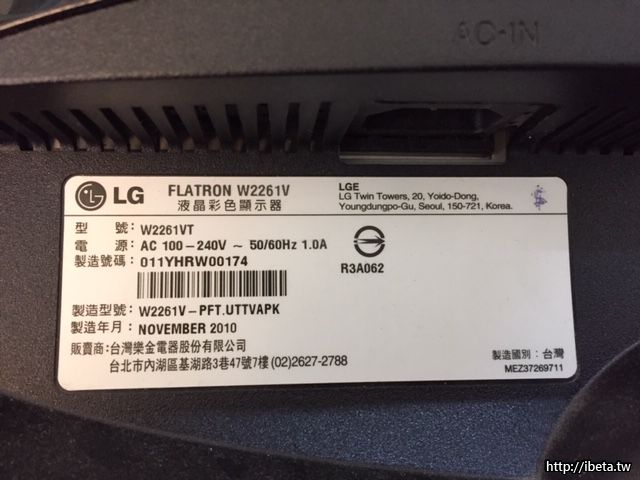 AC-IN
LG FLATRON W2261V
液晶彩色顯示器
LGE
LG Twin Towers, 20, Yoido-Dong,
Youngdungpo-Gu, Seoul, 150-721, Korea.
型 號: W2261VT
電 源: AC 100-240V ~ 50/60Hz 1.0A
製造號碼: 011YHRW00174
R3A062
製造型號: W2261V-PFT.UTTVAPK
製造年月: NOVEMBER 2010
販賣商:台灣樂金電器股份有限公司
台北市內湖區基湖路3巷47號7樓 (02)2627-2788
製造國別: 台灣
MEZ37269711
http://ibeta.tw